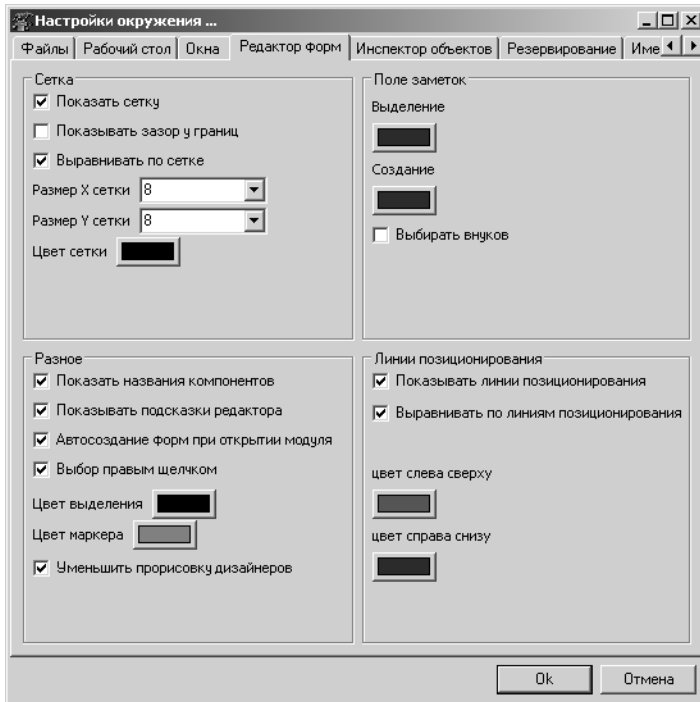 Настройки окружения ...
Файлы Рабочий стол Окна Редактор форм Инспектор объектов Резервирование Име
Сетка
Показать сетку
Показывать зазор у границ
Выравнивать по сетке
Размер X сетки 8
Размер Y сетки 8
Цвет сетки
Поле заметок
Выделение
Создание
Выбирать внуков
Разное
Показать названия компонентов
Показывать подсказки редактора
Автосоздание форм при открытии модуля
Выбор правым щелчком
Цвет выделения
Цвет маркера
Уменьшить прорисовку дизайнеров
Линии позиционирования
Показывать линии позиционирования
Выравнивать по линиям позиционирования
цвет слева сверху
цвет справа снизу
Ok Отмена